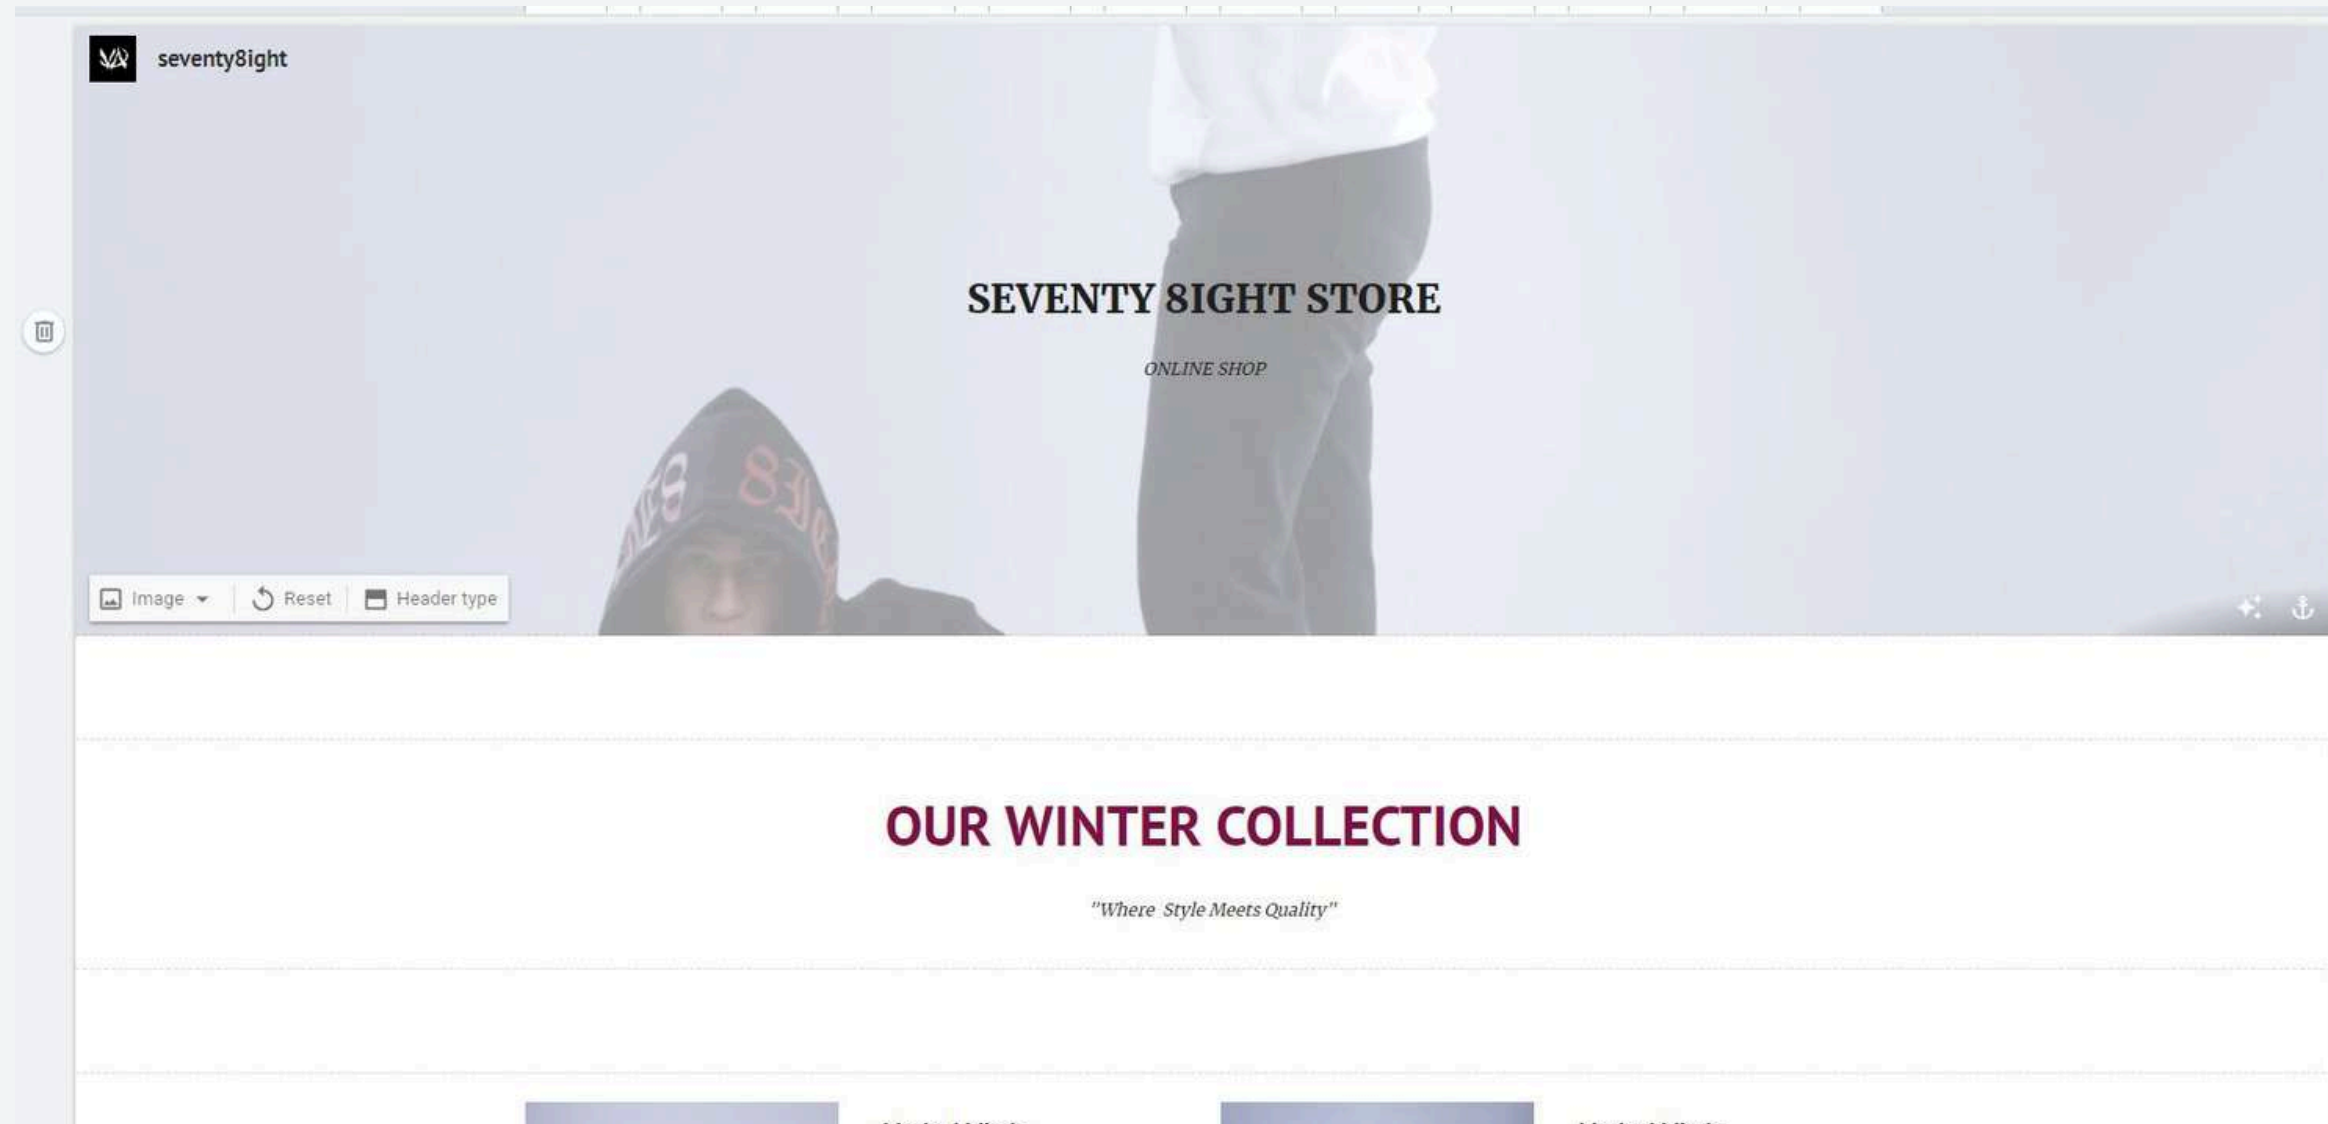 seventy8ight
SEVENTY 8IGHT STORE
ONLINE SHOP
Image
Reset
Header type
OUR WINTER COLLECTION
"Where Style Meets Quality"